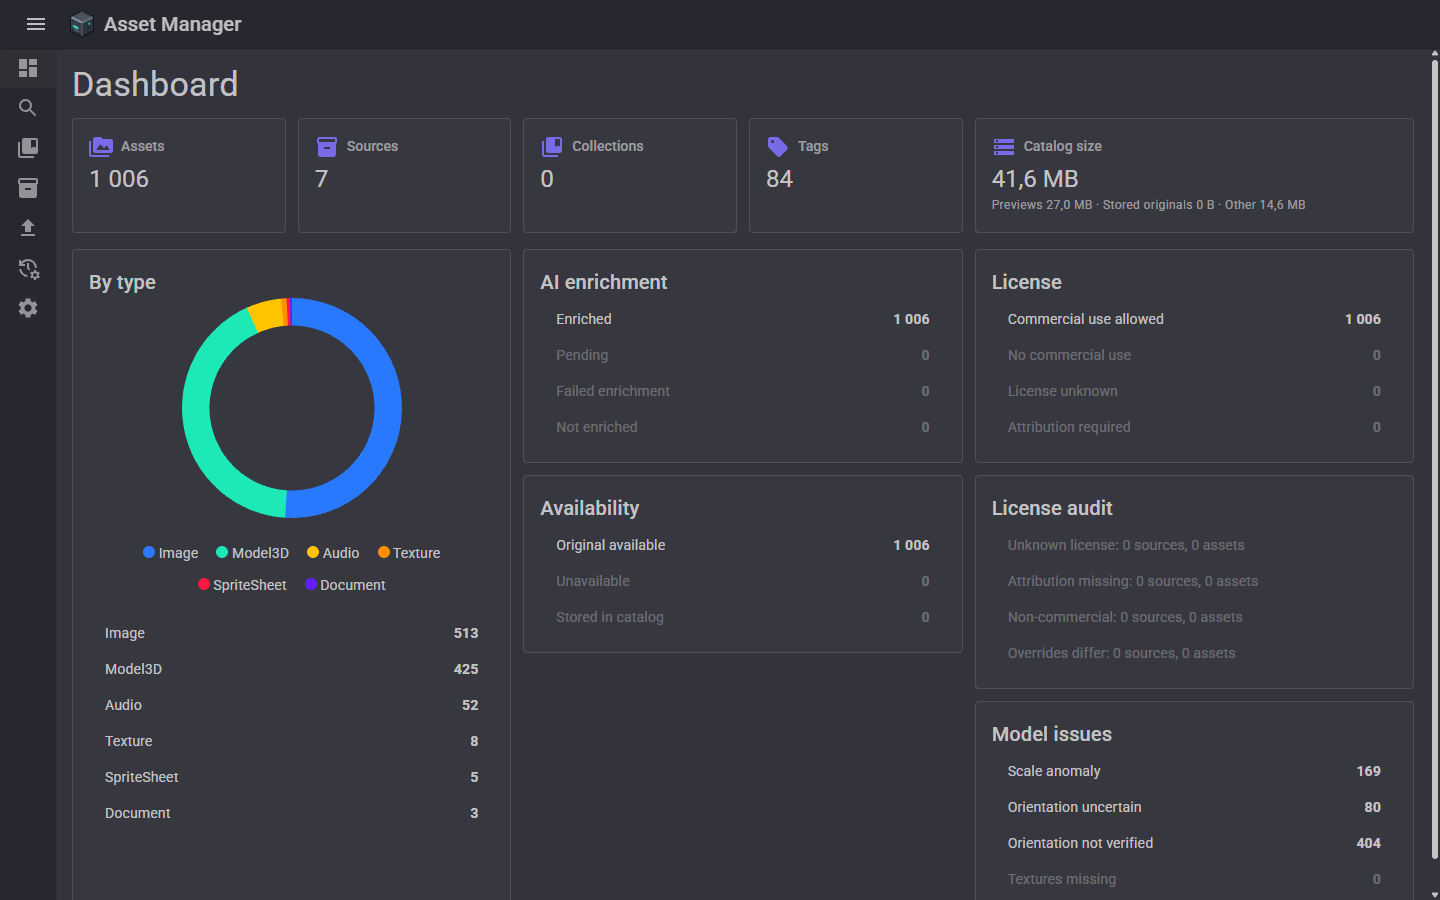 Asset Manager
Dashboard
Assets
1 006
Sources
7
Collections
0
Tags
84
Catalog size
41,6 MB
Previews 27,0 MB · Stored originals 0 B · Other 14,6 MB
By type
Image Model3D Audio Texture
SpriteSheet Document
Image 513
Model3D 425
Audio 52
Texture 8
SpriteSheet 5
Document 3
AI enrichment
Enriched 1 006
Pending 0
Failed enrichment 0
Not enriched 0
Availability
Original available 1 006
Unavailable 0
Stored in catalog 0
License
Commercial use allowed 1 006
No commercial use 0
License unknown 0
Attribution required 0
License audit
Unknown license: 0 sources, 0 assets
Attribution missing: 0 sources, 0 assets
Non-commercial: 0 sources, 0 assets
Overrides differ: 0 sources, 0 assets
Model issues
Scale anomaly 169
Orientation uncertain 80
Orientation not verified 404
Textures missing 0